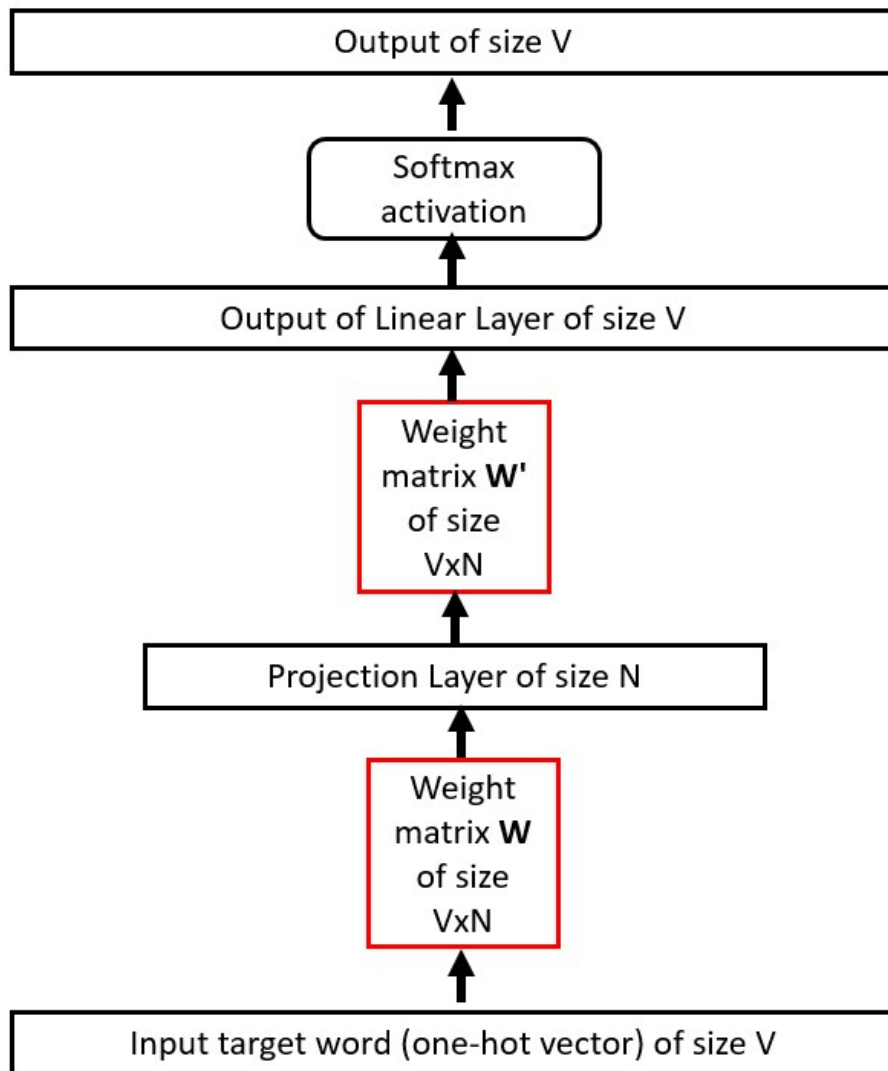 Output of size V
Softmax
activation
Output of Linear Layer of size V
Weight
matrix W'
of size
VxN
Projection Layer of size N
Weight
matrix W
of size
VxN
Input target word (one-hot vector) of size V